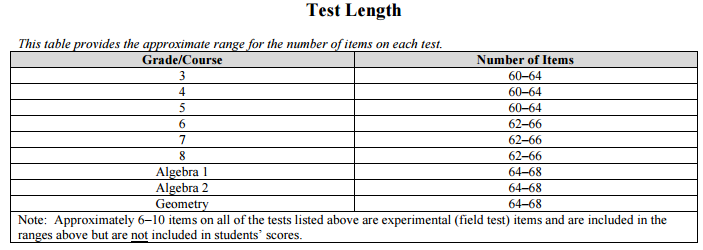 Test Length
This table provides the approximate range for the number of items on each test.
Grade/Course Number of Items
3 60–64
4 60–64
5 60–64
6 62–66
7 62–66
8 62–66
Algebra 1 64–68
Algebra 2 64–68
Geometry 64–68
Note: Approximately 6–10 items on all of the tests listed above are experimental (field test) items and are included in the
ranges above but are not included in students’ scores.